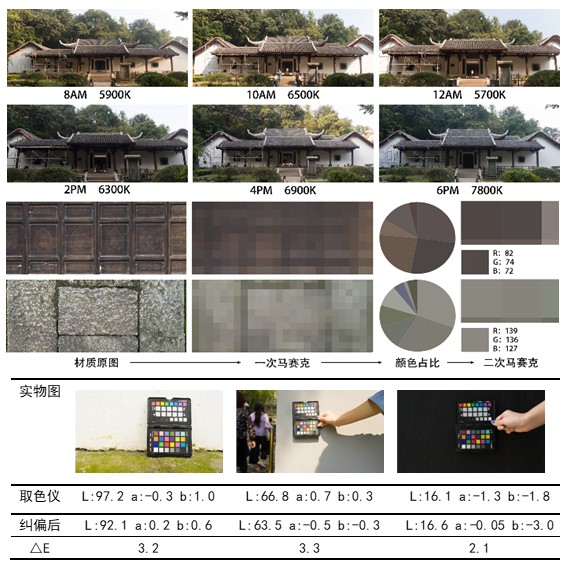 8AM 5900K
10AM 6500K
12AM 5700K
2PM 6300K
4PM 6900K
6PM 7800K
R: 82
G: 74
B: 72
R: 139
G: 136
B: 127
材质原图
一次马赛克
颜色占比
二次马赛克
实物图
取色仪 L:97.2 a:-0.3 b:1.0 L:66.8 a:0.7 b:0.3 L:16.1 a:-1.3 b:-1.8
纠偏后 L:92.1 a:0.2 b:0.6 L:63.5 a:-0.5 b:-0.3 L:16.6 a:-0.05 b:-3.0
△E 3.2 3.3 2.1